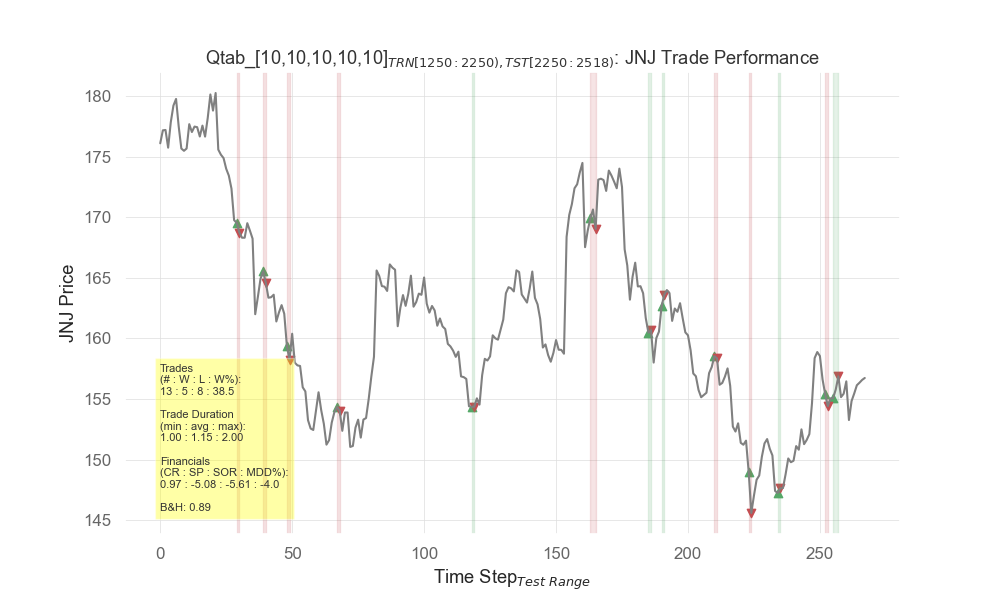 Qtab_[10,10,10,10,10]TRN[1250:2250),TST[2250:2518): JNJ Trade Performance
180
175
170
165
160
155
150
145
JNJ Price
Trades
(# : W : L : W%):
13 : 5 : 8 : 38.5
Trade Duration
(min : avg : max):
1.00 : 1.15 : 2.00
Financials
(CR : SP : SOR : MDD%):
0.97 : -5.08 : -5.61 : -4.0
B&H: 0.89
0 50 100 150 200 250
Time StepTest Range